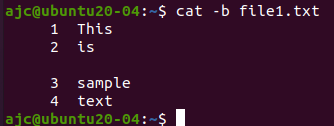 ajc@ubuntu20-04:~$ cat -b file1.txt
     1  This
     2  is

     3  sample
     4  text
ajc@ubuntu20-04:~$